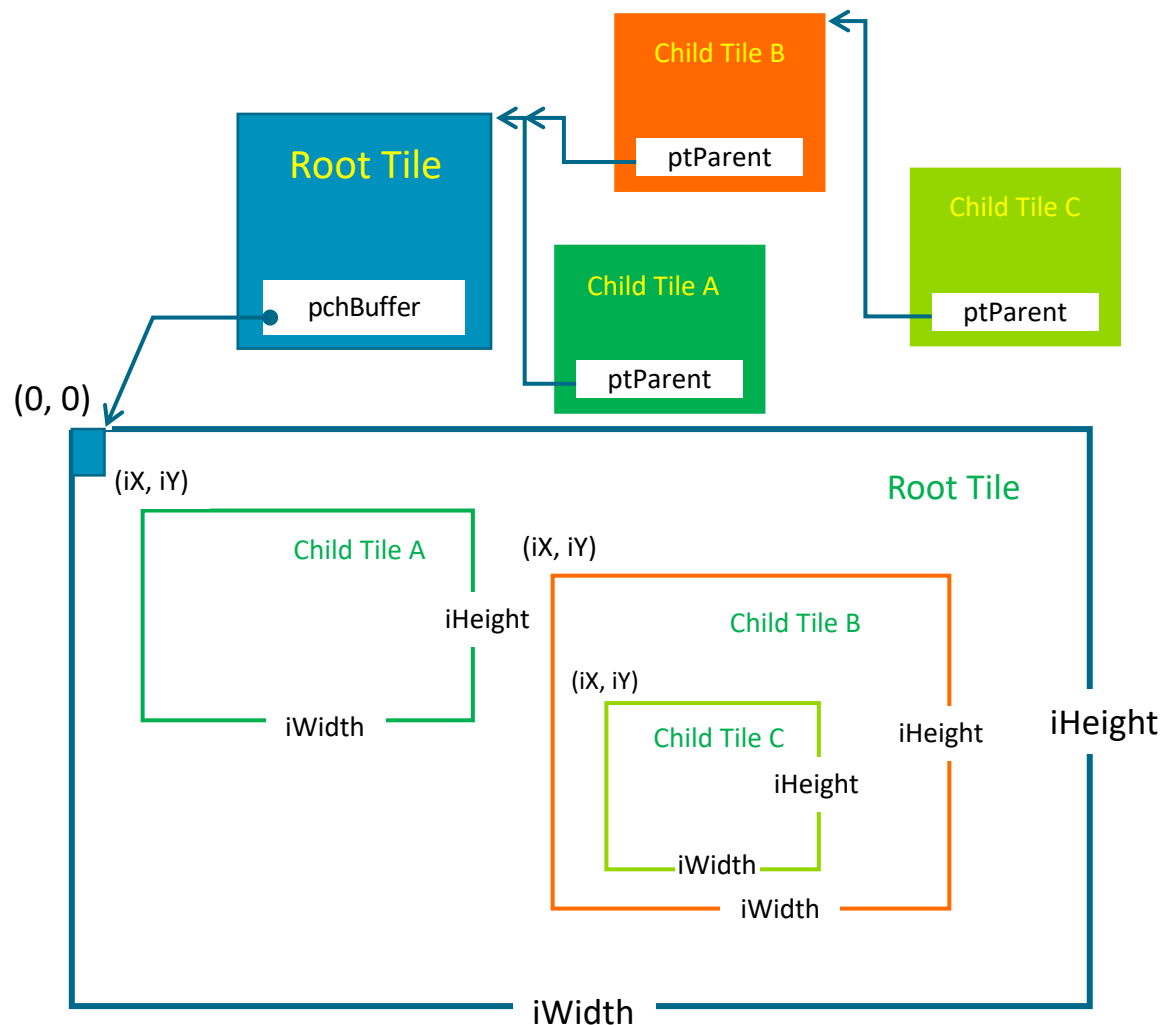 Child Tile B
ptParent
Root Tile
pchBuffer
Child Tile C
ptParent
Child Tile A
ptParent
(0, 0)
(iX, iY)
Root Tile
Child Tile A
iHeight
iWidth
(iX, iY)
Child Tile B
(iX, iY)
Child Tile C
iHeight
iWidth
iHeight
iWidth
iHeight
iWidth